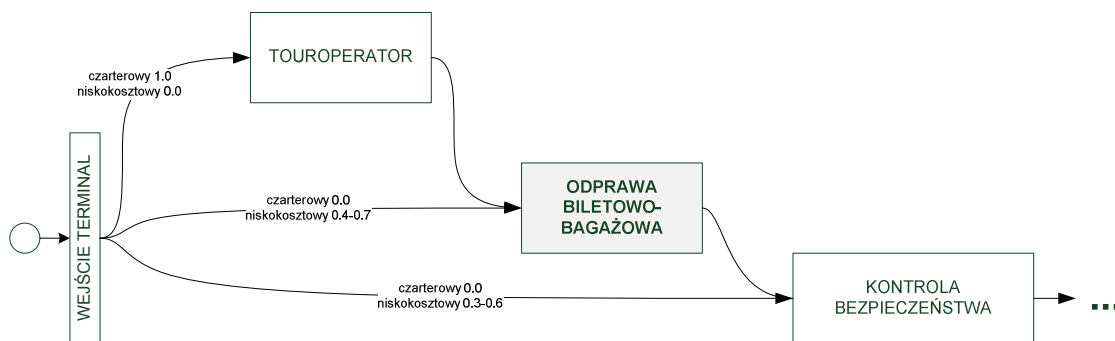 TOUROPERATOR
czarterowy 1.0
niskokosztowy 0.0
WEJŚCIE TERMINAL
czarterowy 0.0
niskokosztowy 0.4-0.7
ODPRAWA
BILETOWO-
BAGAŻOWA
czarterowy 0.0
niskokosztowy 0.3-0.6
KONTROLA
BEZPIECZEŃSTWA
...